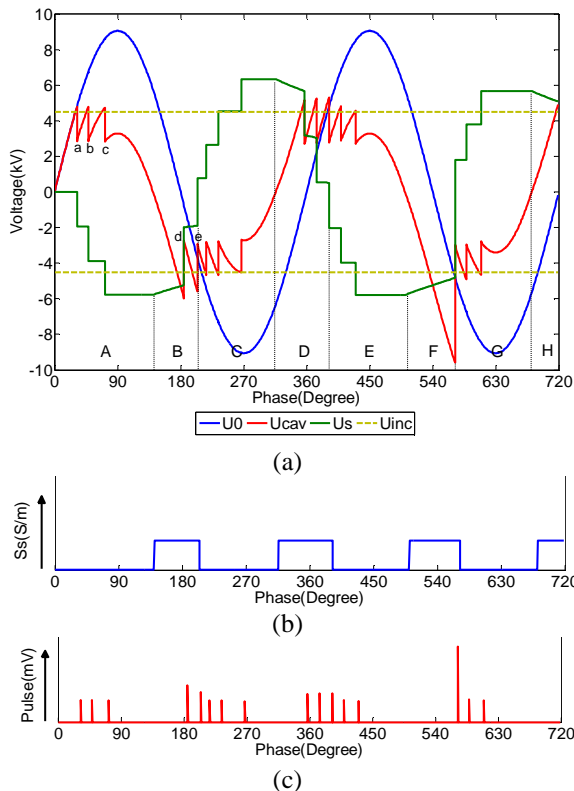 10
8
6
4
2
0
-2
-4
-6
-8
-10
Voltage(kV)
a b c
d e
A B C D E F G H
0 90 180 270 360 450 540 630 720
Phase(Degree)
U0 Ucav Us Uinc
(a)
Ss(S/m)
0 90 180 270 360 450 540 630 720
Phase(Degree)
(b)
Pulse(mV)
0 90 180 270 360 450 540 630 720
Phase(Degree)
(c)